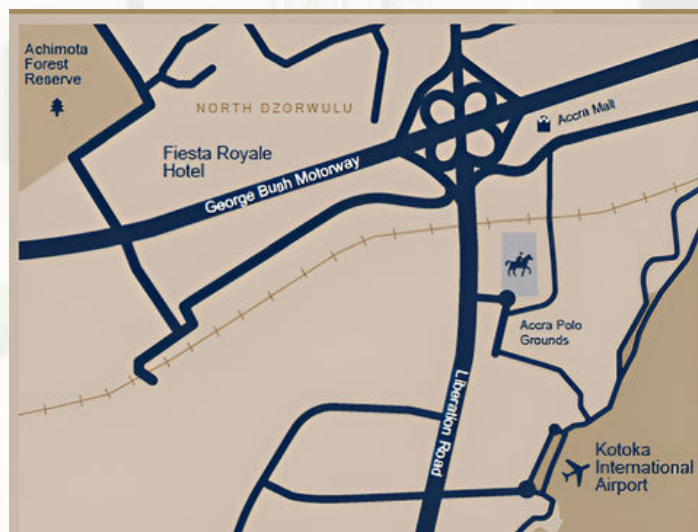 Achimota
Forest
Reserve
NORTH DZORWULU
Accra Mall
Fiesta Royale
Hotel
George Bush Motorway
Accra Polo
Grounds
Liberation Road
Kotoka
International
Airport